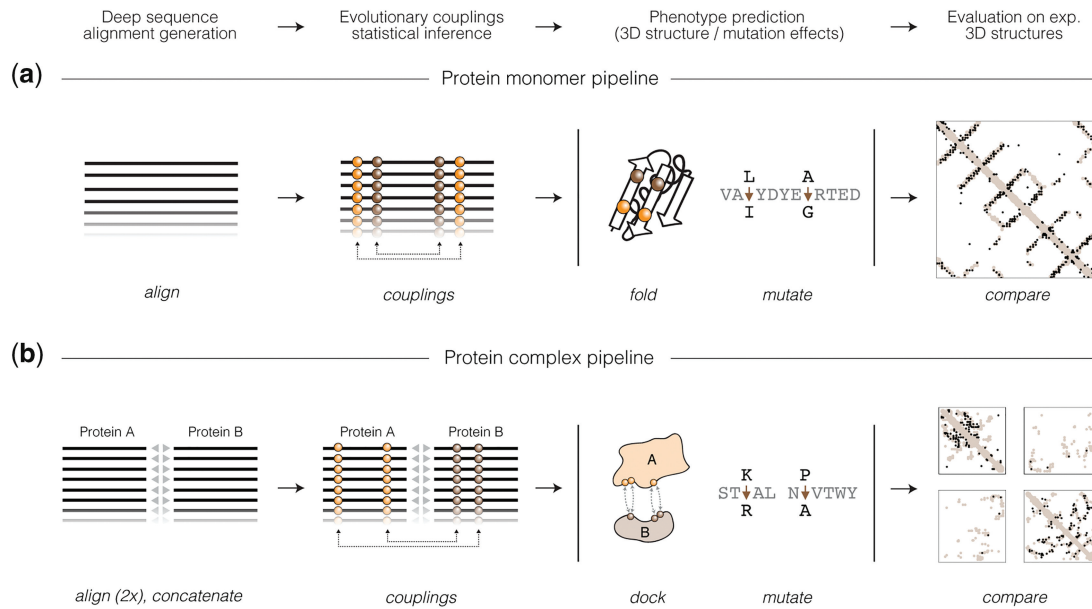 Deep sequence
alignment generation
Evolutionary couplings
statistical inference
Phenotype prediction
(3D structure / mutation effects)
Evaluation on exp.
3D structures
(a)
Protein monomer pipeline
L A
VA YDYE RTED
I G
align
couplings
fold
mutate
compare
(b)
Protein complex pipeline
Protein A
Protein B
Protein A
Protein B
A
B
K P
ST AL N VTWY
R A
align (2x), concatenate
couplings
dock
mutate
compare